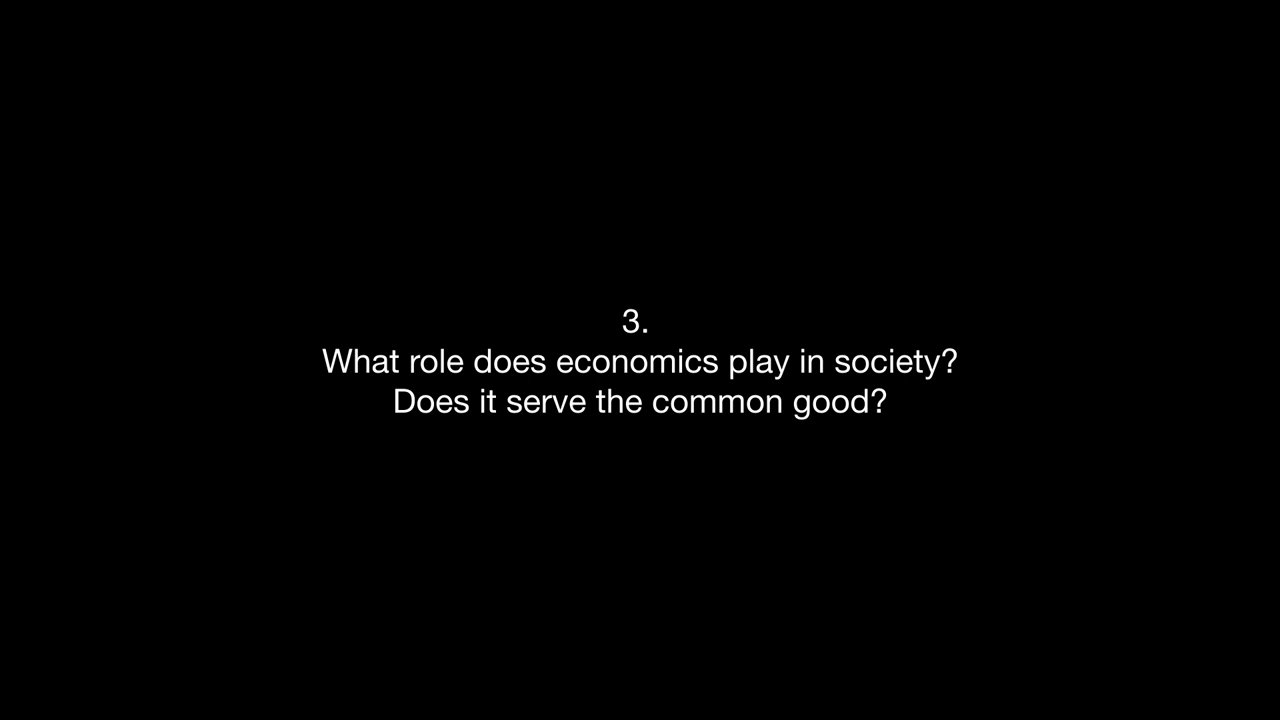 3.
What role does economics play in society?
Does it serve the common good?